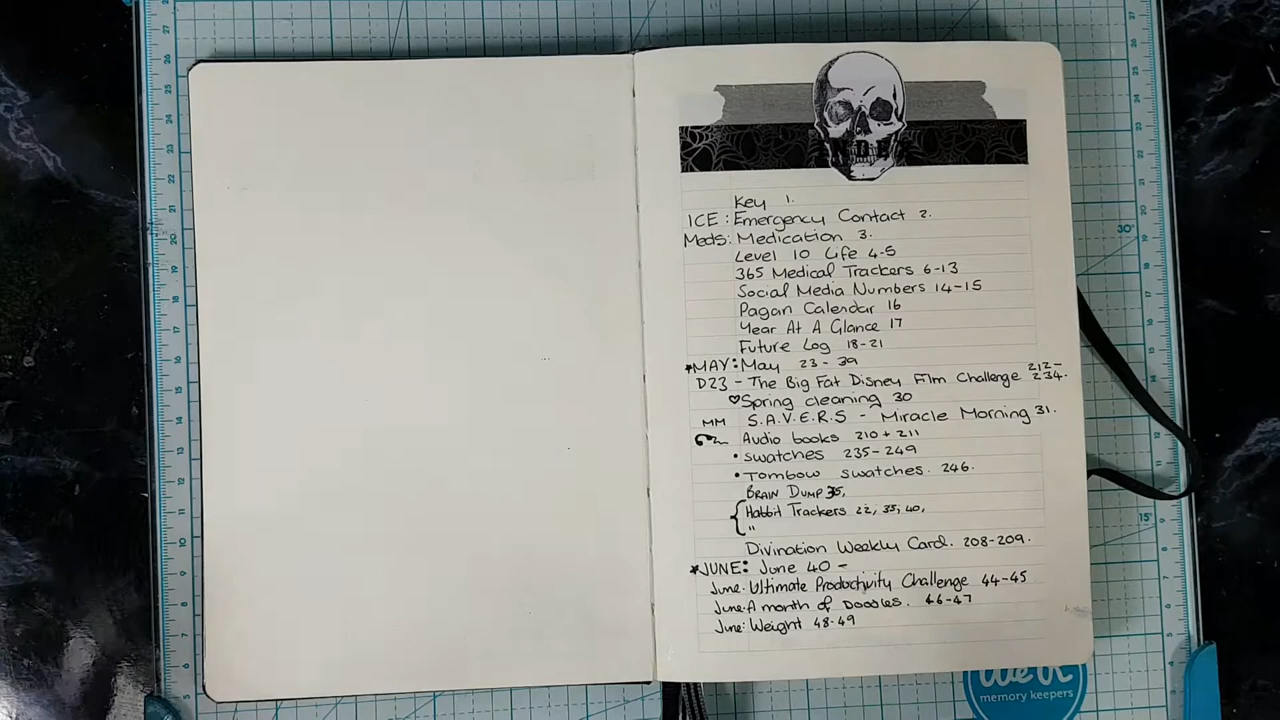 Key 1.
ICE: Emergency Contact 2.
Meds: Medication 3.
Level 10 Life 4-5
365 Medical Trackers 6-13
Social Media Numbers 14-15
Pagan Calendar 16
Year At A Glance 17
Future Log 18-21
★MAY: May 23-39
D23 - The Big Fat Disney Film Challenge 212-234.
♡Spring cleaning 30
MM S.A.V.E.R.S - Miracle Morning 31.
Audio books 210+211
• swatches 235-249
• Tombow swatches. 246.
BRAIN DUMP 35,
Habbit Trackers 22, 35, 40,
"
Divination Weekly Card. 208-209.
★JUNE: June 40 -
June. Ultimate Productivity Challenge 44-45
June. A month of Doodles. 46-47
June: Weight 48-49
We R
memory keepers
30°
15°